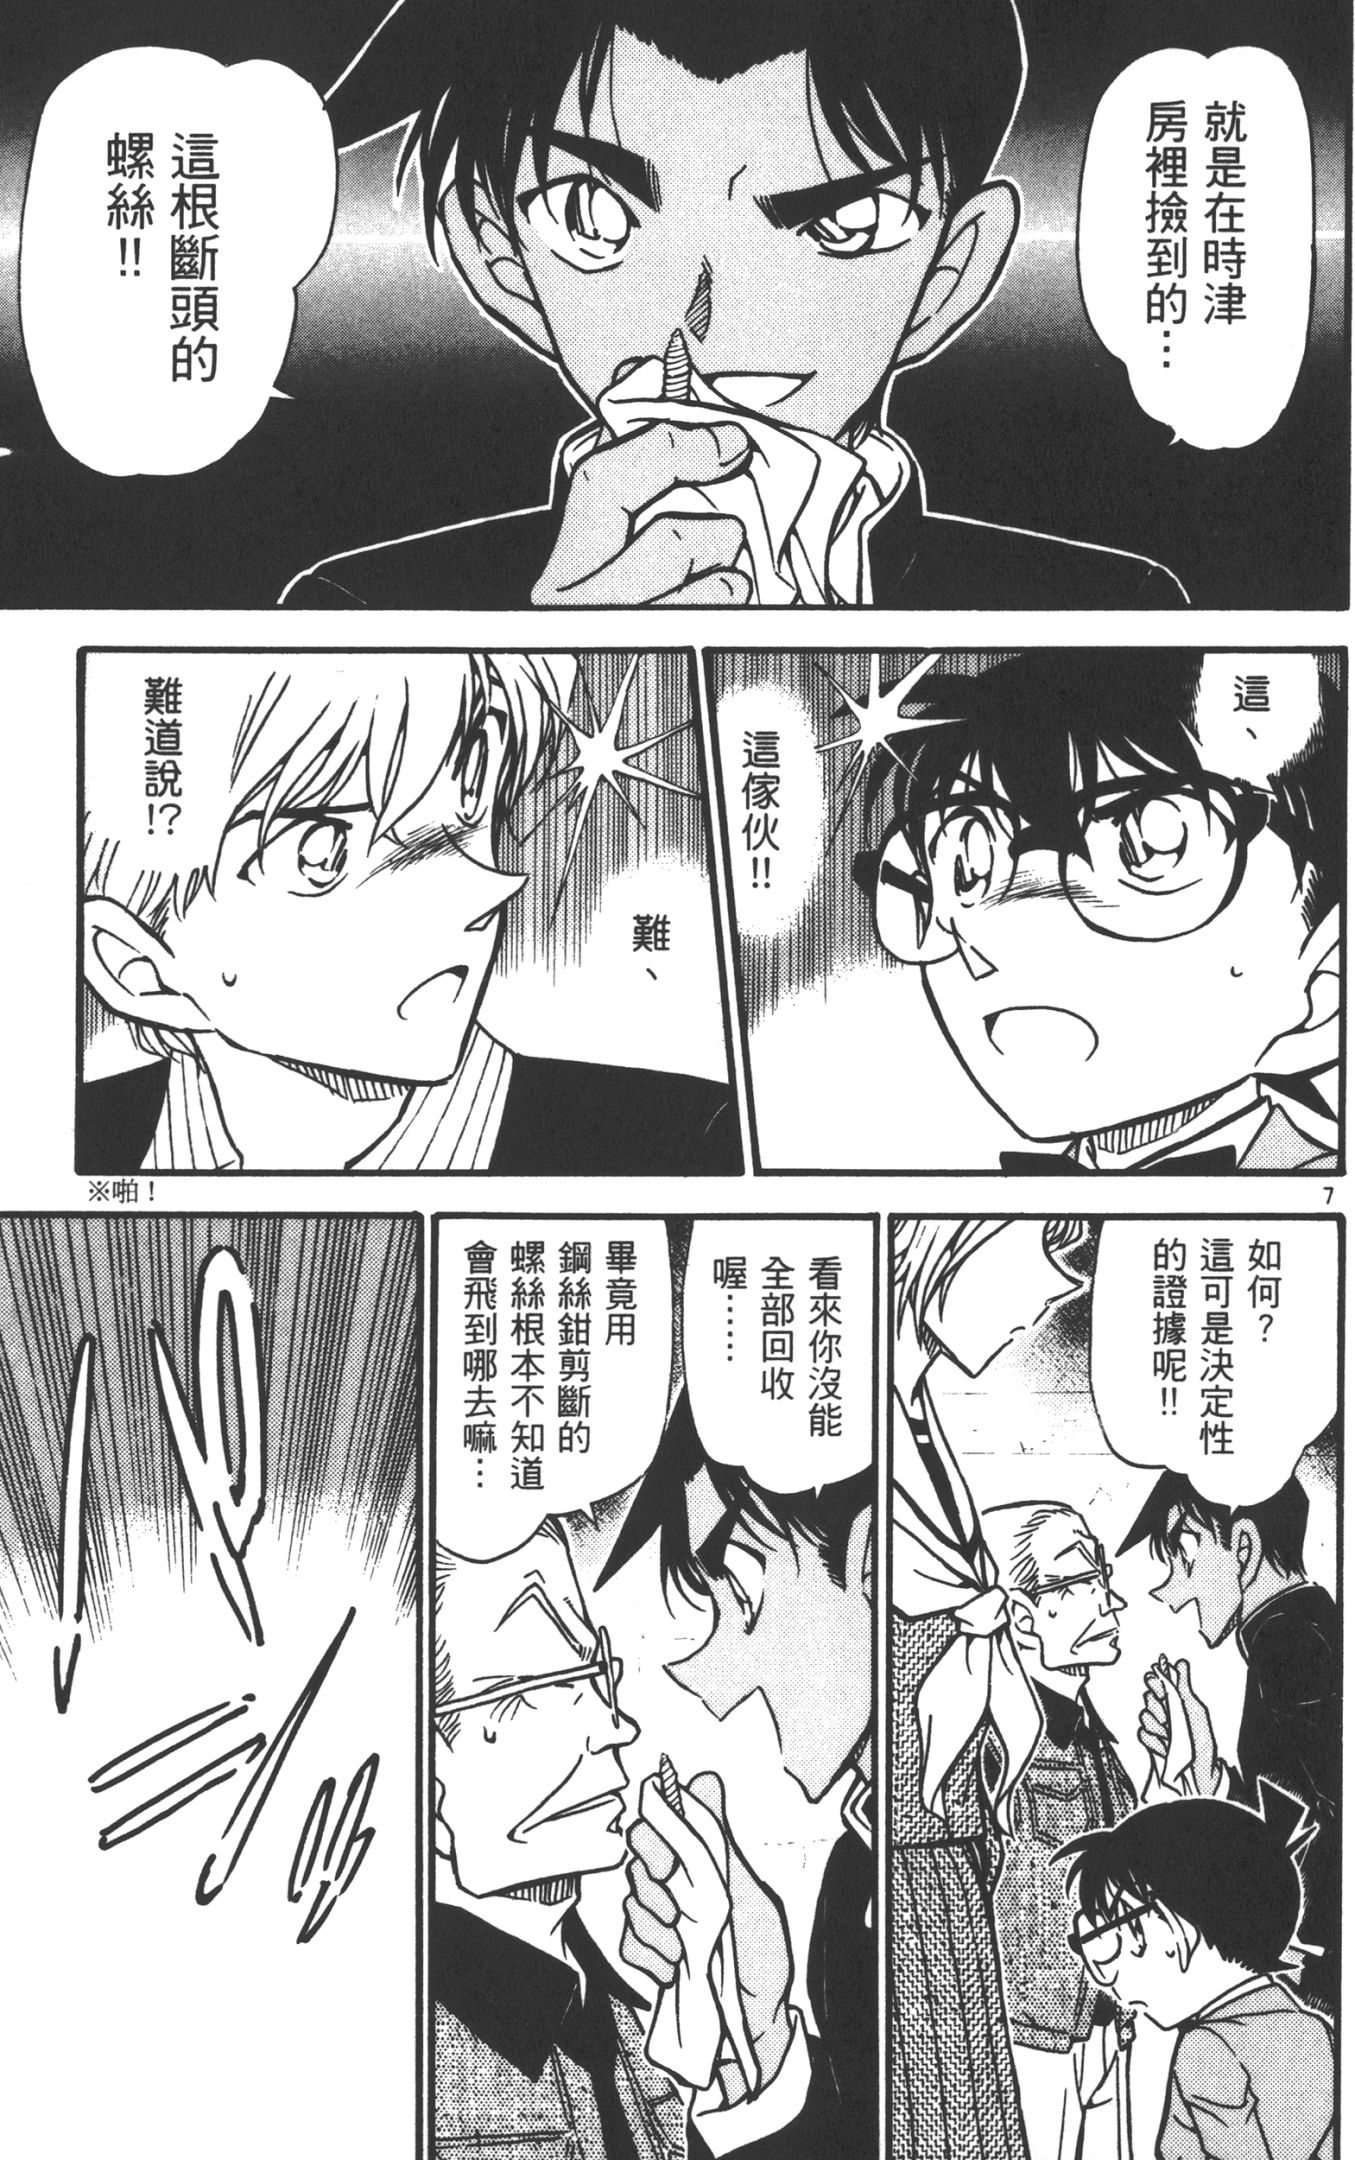 就是在時津
房裡撿到的…
這根斷頭的
螺絲!!
這、
這傢伙!!
難、
難道說!?
※啪！
7
如何？
這可是決定性
的證據呢!!
看來你沒能
全部回收
喔……
畢竟用
鋼絲鉗剪斷的
螺絲根本不知道
會飛到哪去嘛…